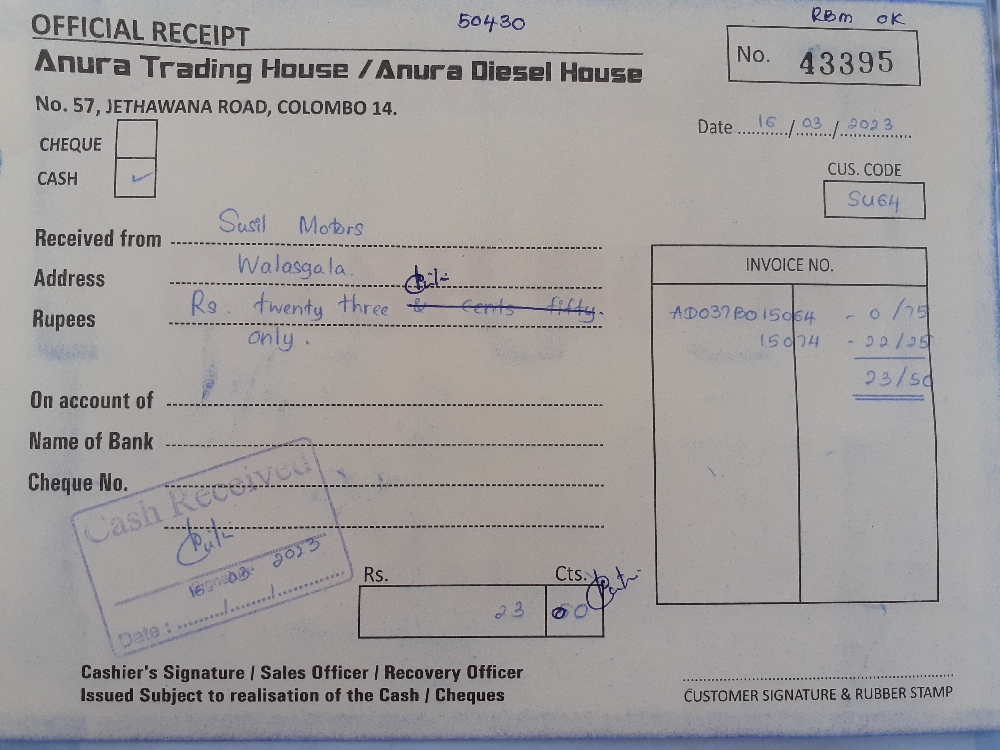 50430
RBM OK
OFFICIAL RECEIPT
Anura Trading House / Anura Diesel House
No. 43395
No. 57, JETHAWANA ROAD, COLOMBO 14.
Date 16 / 03 / 2023
CHEQUE
CASH ✓
CUS. CODE
SU64
Received from Susil Motors
Address Walasgala.
Rupees Rs. twenty three & cents fifty.
only.
INVOICE NO.
AD037B015064 - 0/75
15074 - 22/25
23/50
On account of
Name of Bank
Cheque No.
Cash Received
16 03 2023
Signature
Date : ....../....../......
Rs. Cts.
23 00
Cashier's Signature / Sales Officer / Recovery Officer
Issued Subject to realisation of the Cash / Cheques
CUSTOMER SIGNATURE & RUBBER STAMP